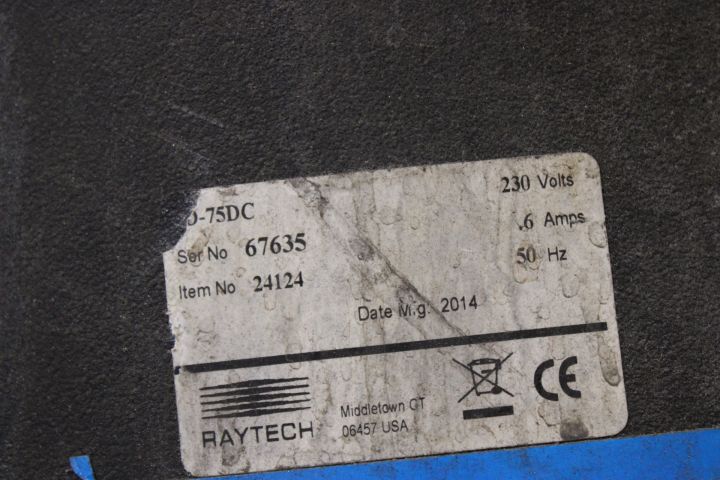 -75DC
Ser No 67635
Item No 24124
230 Volts
.6 Amps
50 Hz
Date M.g. 2014
RAYTECH
Middletown CT
06457 USA
CE